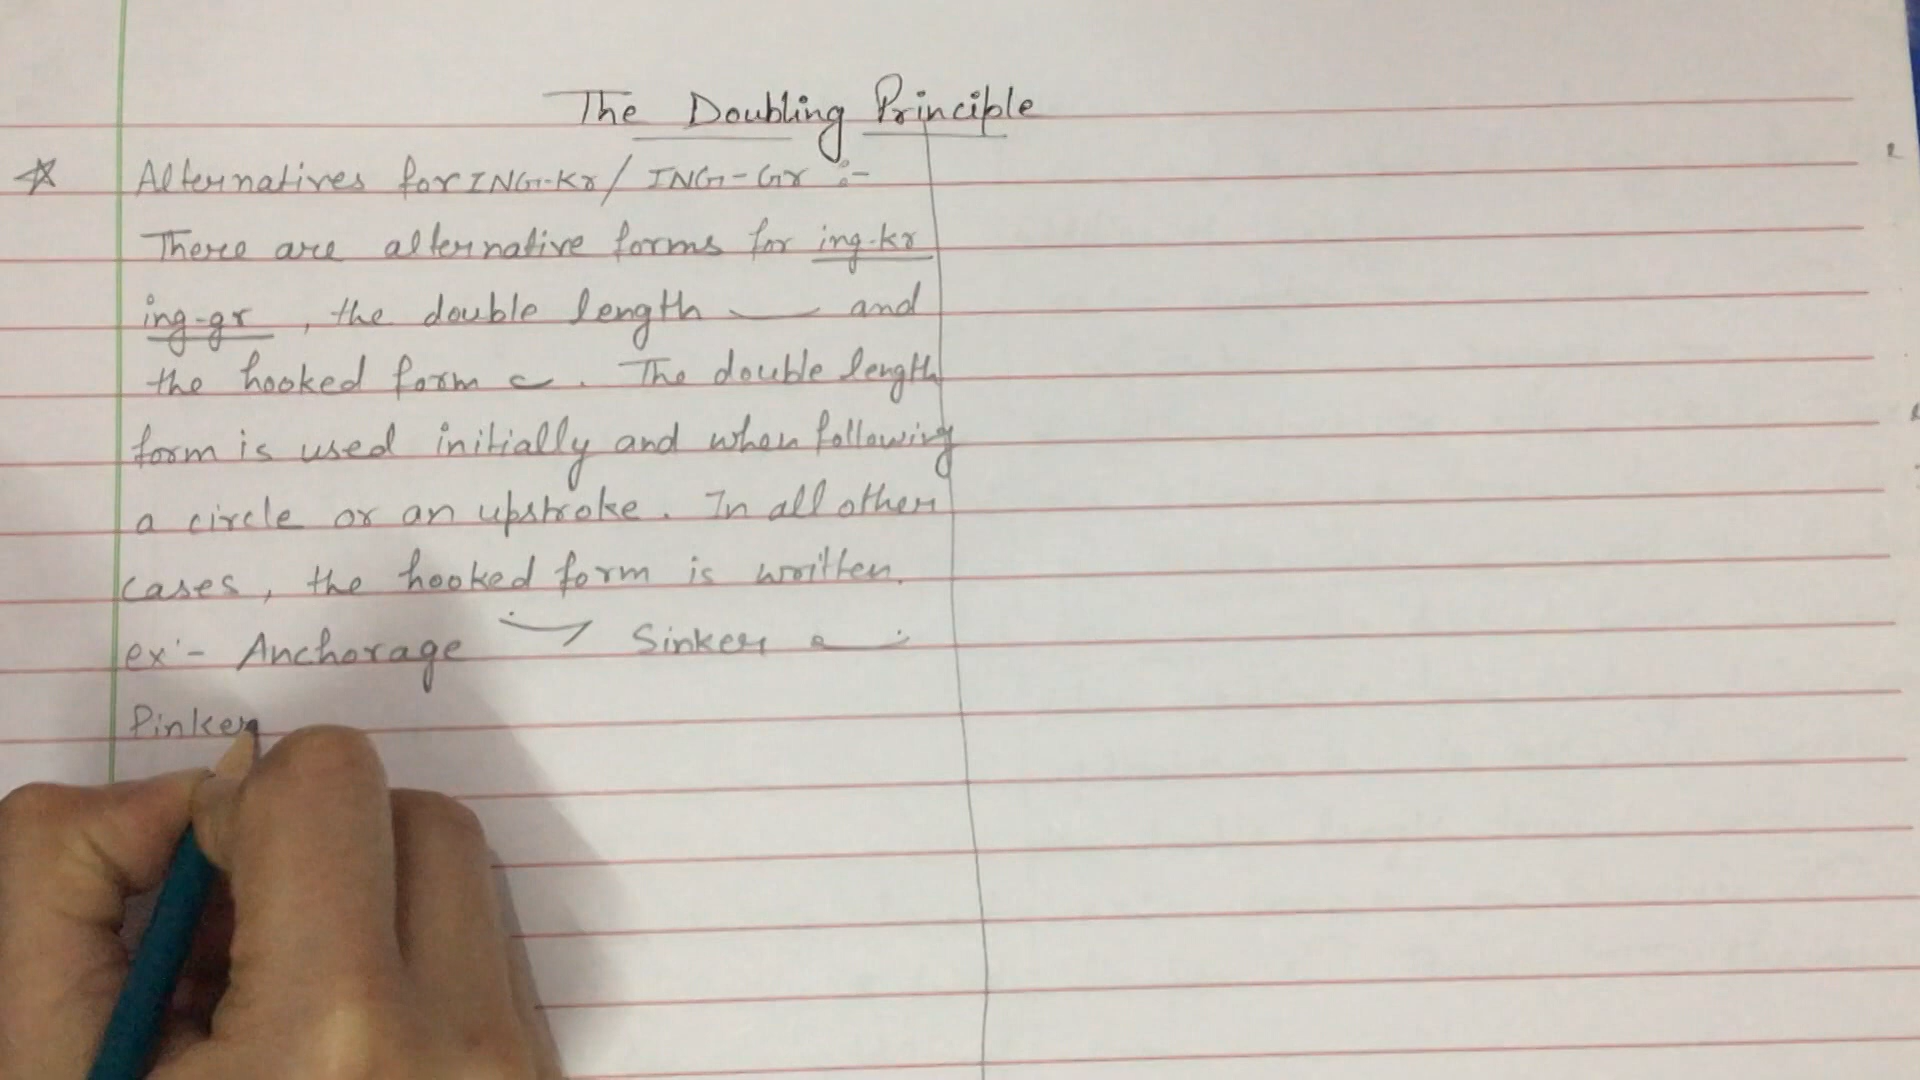 The Doubling Principle
☆ Alternatives for ING-Kr / ING-Gr :-
There are alternative forms for ing-kr
ing-gr , the double length and
the hooked form . The double length
form is used initially and when following
a circle or an upstroke. In all other
cases, the hooked form is written.
ex:- Anchorage Sinker
Pinker